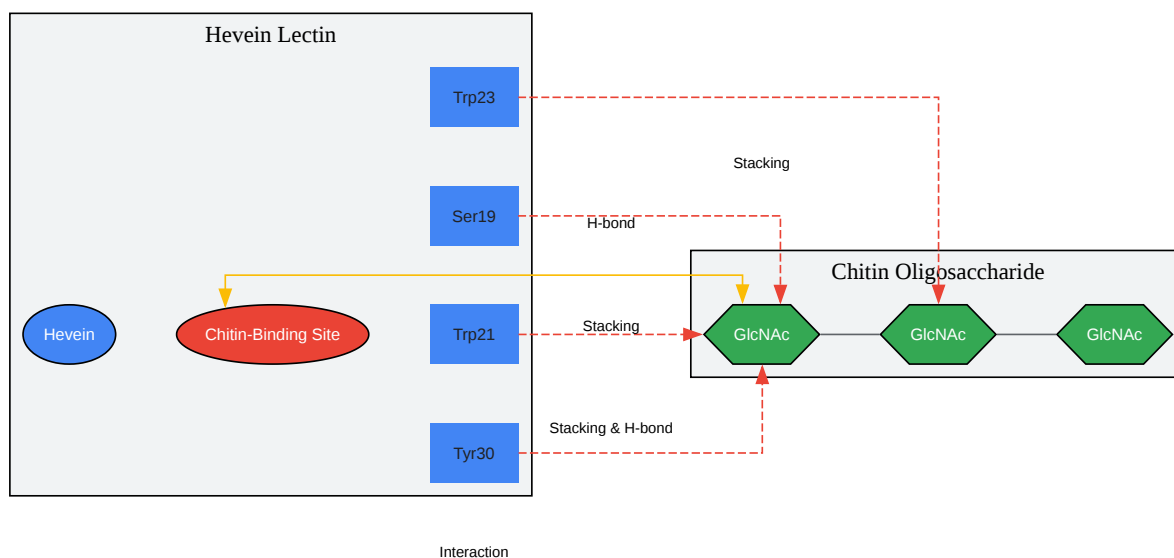 Hevein Lectin
Trp23
Stacking
Ser19
H-bond
Chitin Oligosaccharide
Hevein
Chitin-Binding Site
Trp21
Stacking
GlcNAc
GlcNAc
GlcNAc
Tyr30
Stacking & H-bond
Interaction